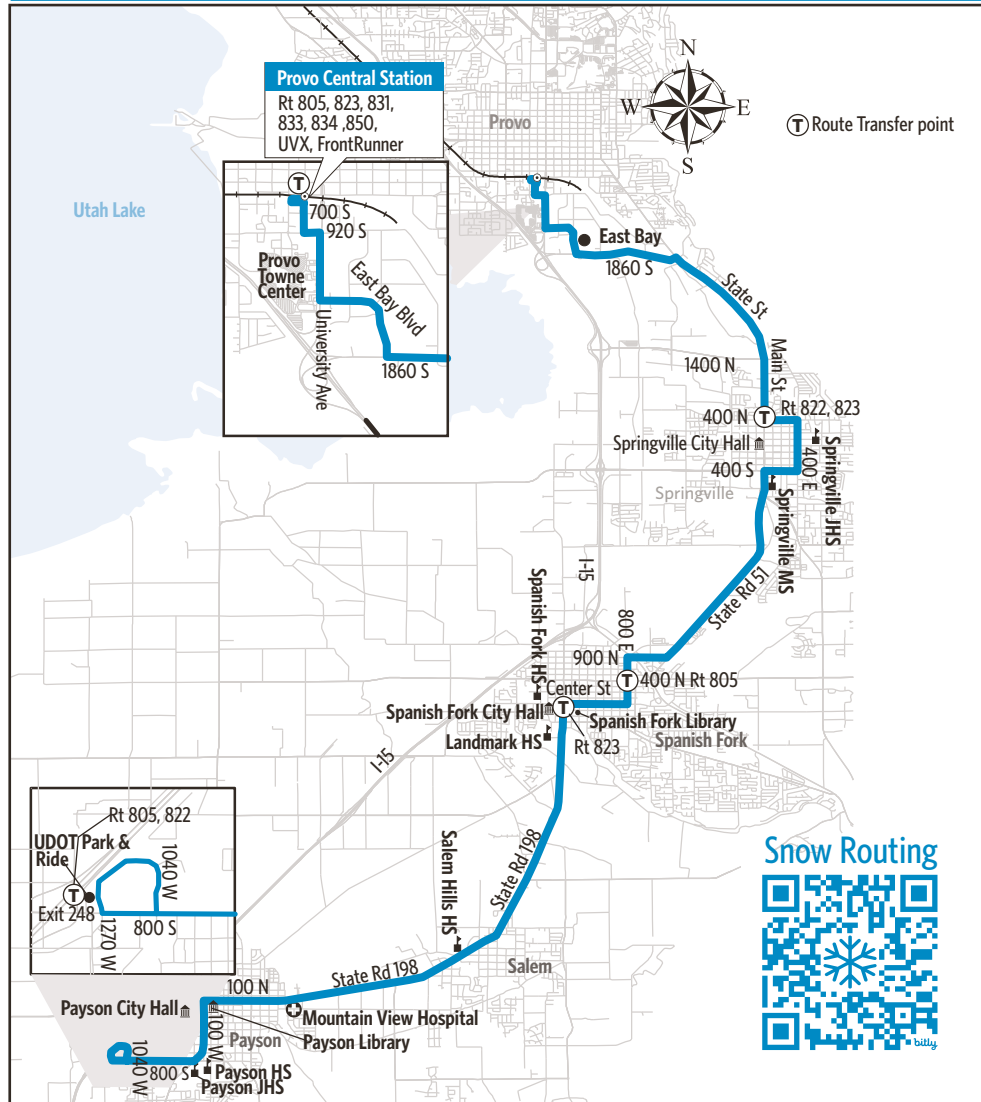 Provo Central Station
Rt 805, 823, 831,
833, 834 ,850,
UVX, FrontRunner
N
W
E
S
T Route Transfer point
Provo
Utah Lake
T
700 S
920 S
Provo
Towne
Center
East Bay Blvd
University Ave
1860 S
East Bay
1860 S
State St
Main St
1400 N
400 N
T
Rt 822, 823
Springville City Hall
400 E
Springville JHS
400 S
Springville
Springville MS
I-15
State Rd 51
Spanish Fork HS
800 E
900 N
T
400 N Rt 805
Center St
Spanish Fork City Hall
T
Spanish Fork Library
Landmark HS
Rt 823
Spanish Fork
I-15
Rt 805, 822
UDOT Park &
Ride
T
Exit 248
1040 W
1270 W
800 S
Salem Hills HS
State Rd 198
Salem
State Rd 198
100 N
Payson City Hall
Mountain View Hospital
100 W
Payson
Payson Library
1040 W
800 S
Payson HS
Payson JHS
Snow Routing
bitly